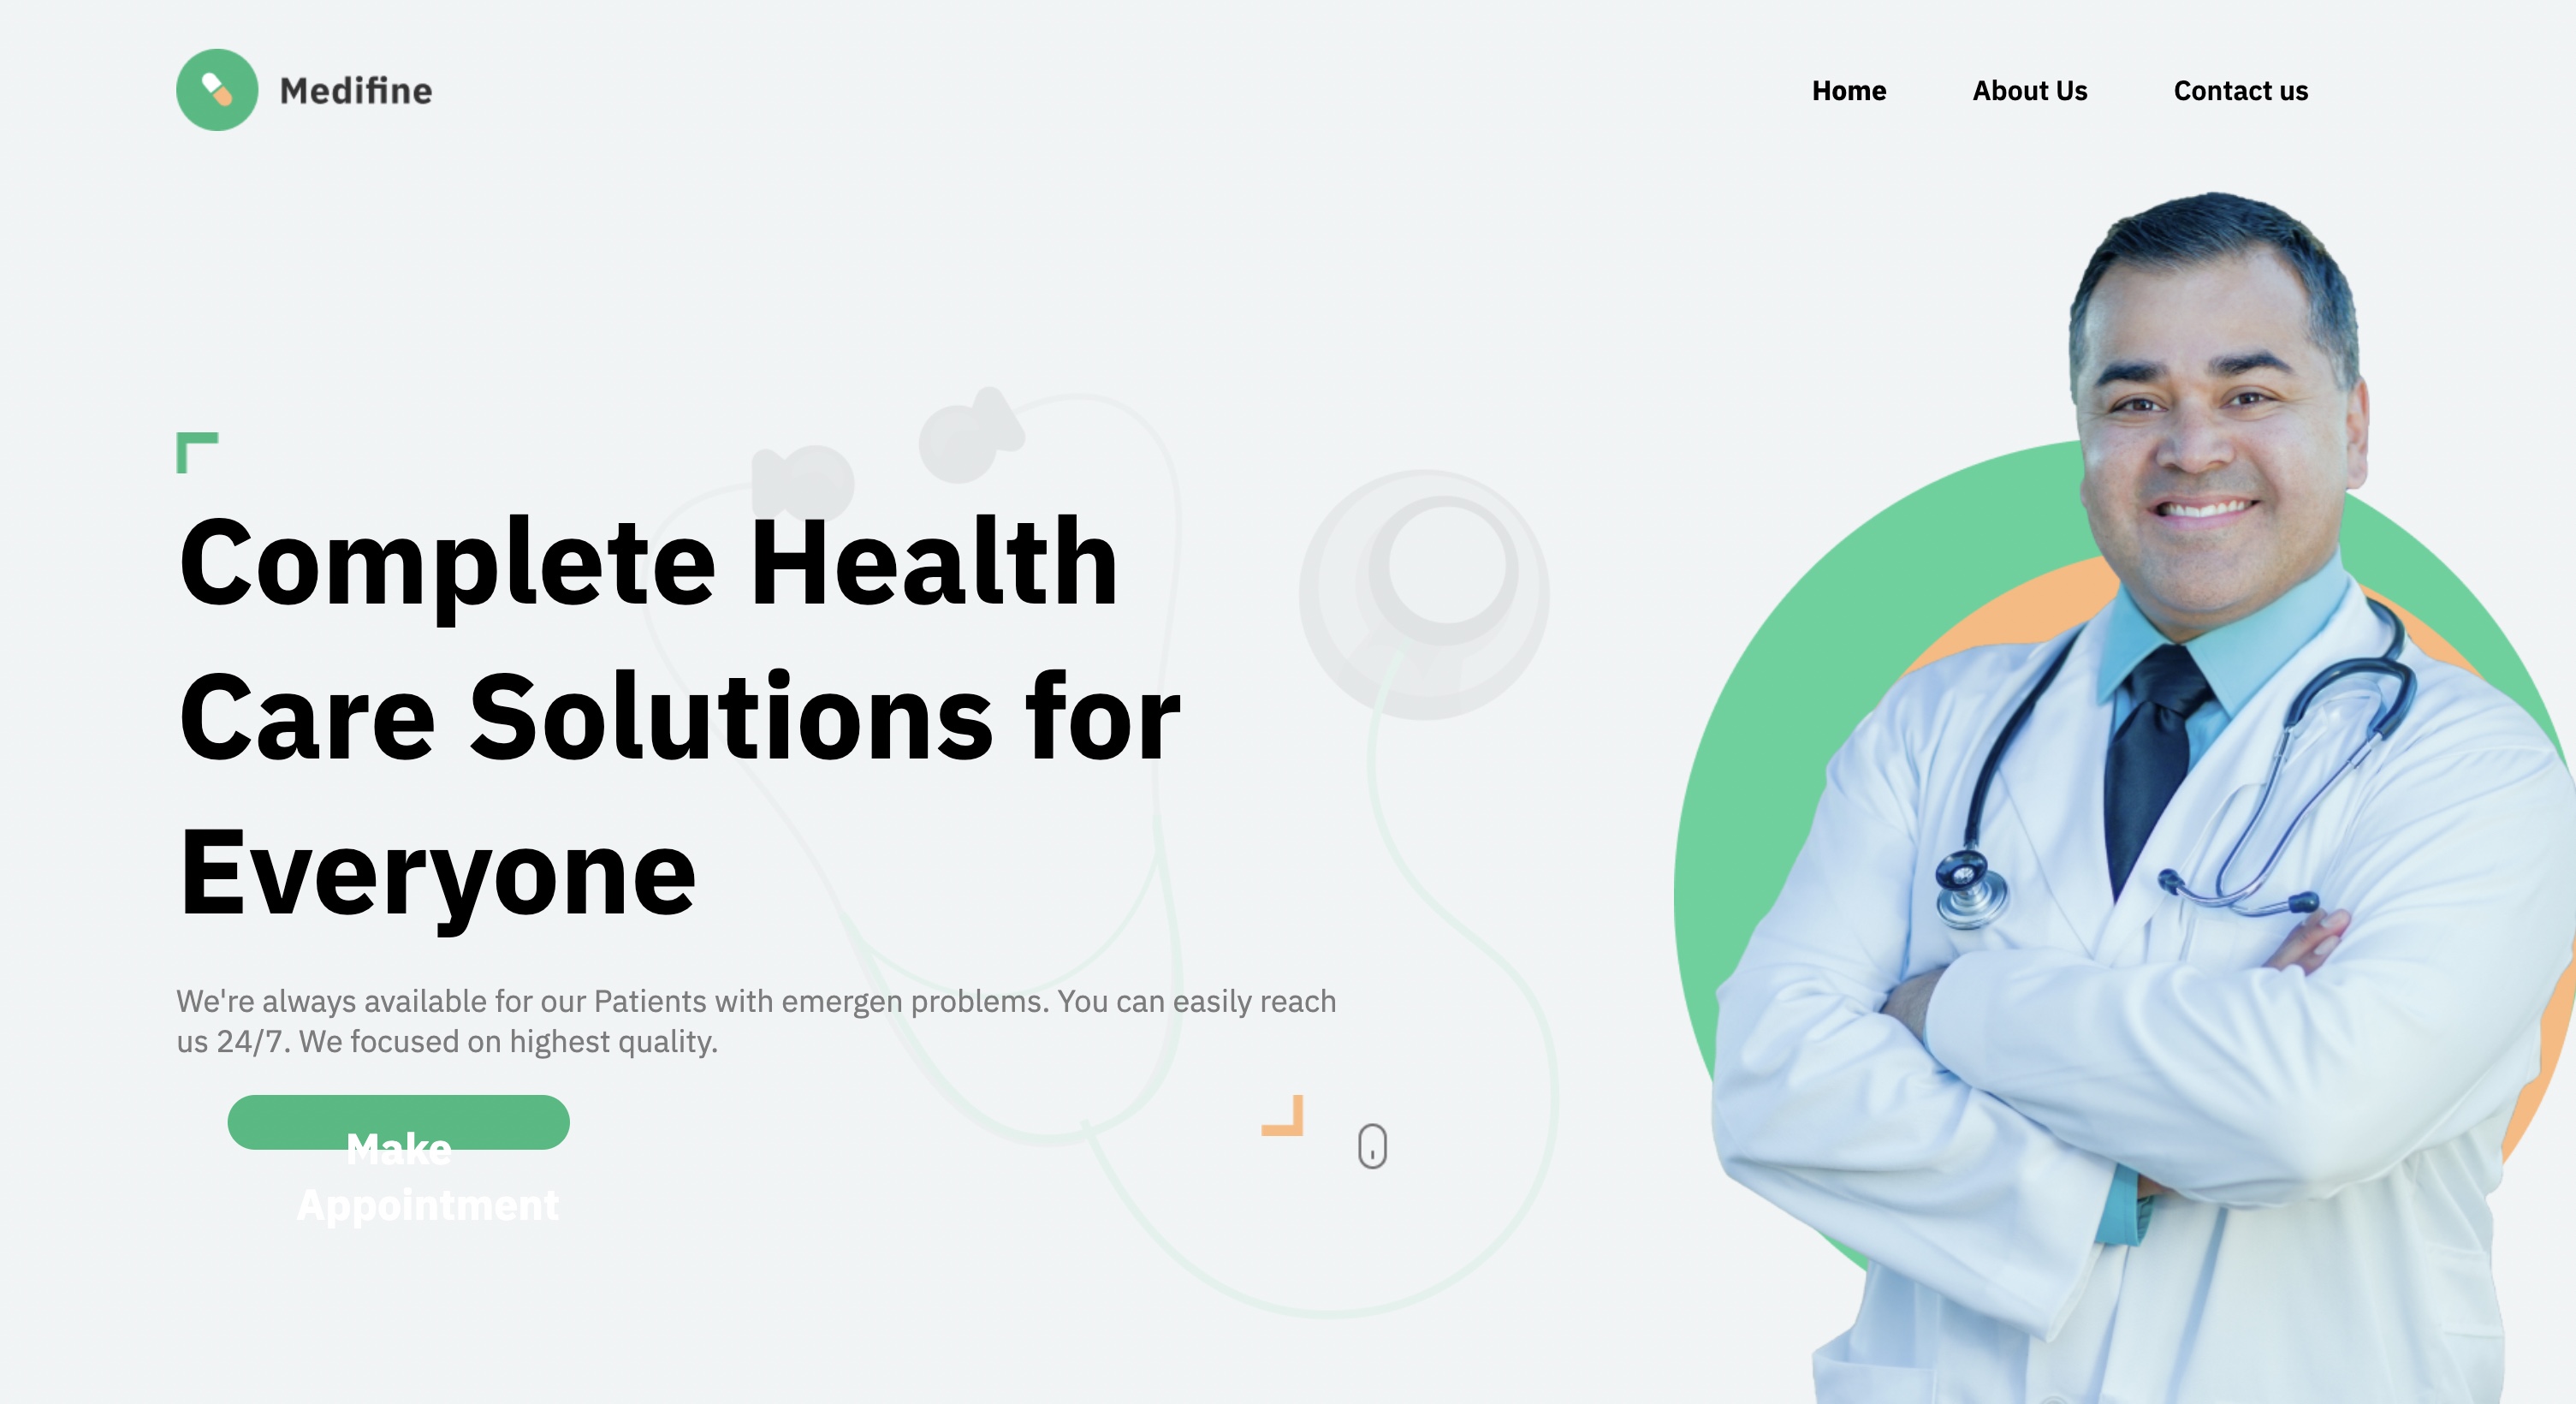 Medifine
Home
About Us
Contact us
Complete Health
Care Solutions for
Everyone
We're always available for our Patients with emergen problems. You can easily reach
us 24/7. We focused on highest quality.
Make
Appointment